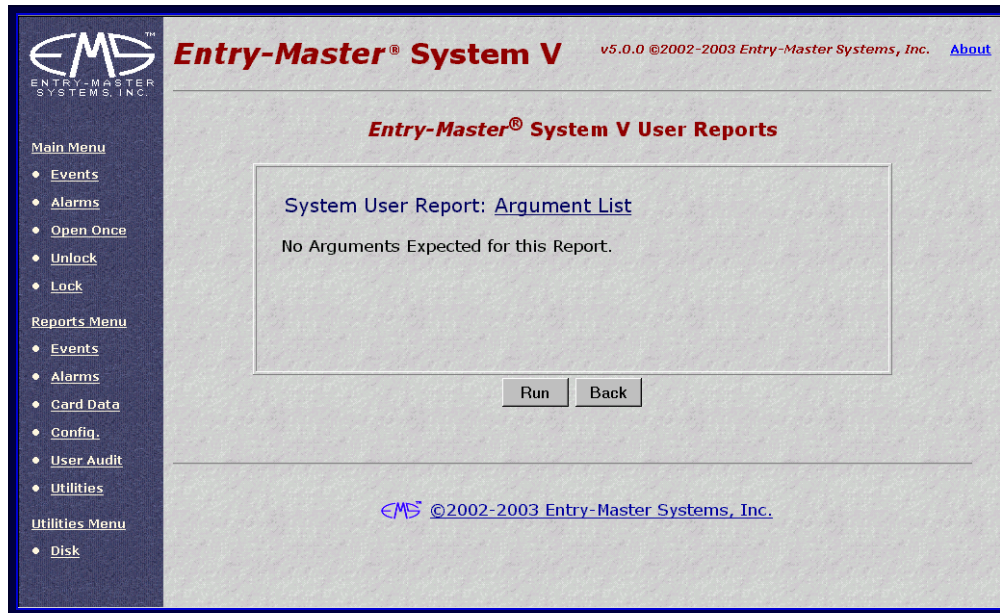 EMS™
ENTRY-MASTER
SYSTEMS, INC.
Entry-Master® System V
v5.0.0 ©2002-2003 Entry-Master Systems, Inc.
About
Main Menu
Events
Alarms
Open Once
Unlock
Lock
Reports Menu
Events
Alarms
Card Data
Config.
User Audit
Utilities
Utilities Menu
Disk
Entry-Master® System V User Reports
System User Report: Argument List
No Arguments Expected for this Report.
Run
Back
EMS™ ©2002-2003 Entry-Master Systems, Inc.